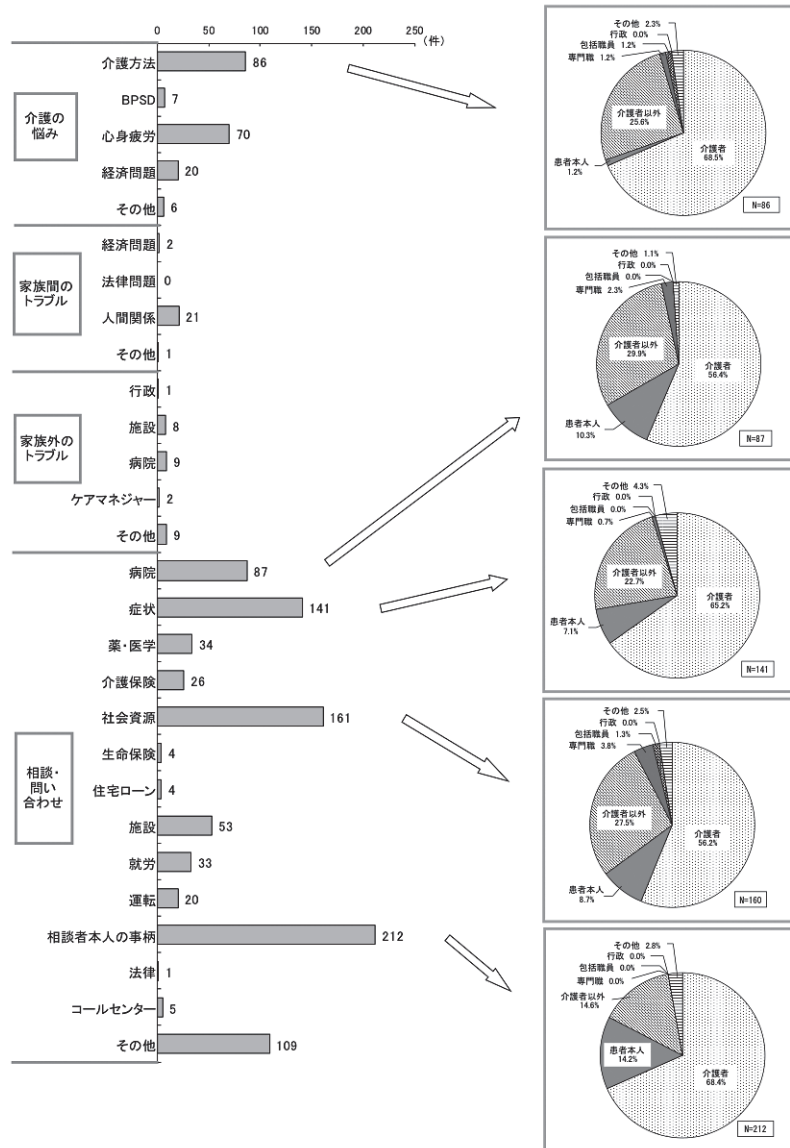 0
50
100
150
200
250
(件)
介護の
悩み
介護方法
86
BPSD
7
心身疲労
70
経済問題
20
その他
6
家族間の
トラブル
経済問題
2
法律問題
0
人間関係
21
その他
1
家族外の
トラブル
行政
1
施設
8
病院
9
ケアマネジャー
2
その他
9
相談・
問い
合わせ
病院
87
症状
141
薬・医学
34
介護保険
26
社会資源
161
生命保険
4
住宅ローン
4
施設
53
就労
33
運転
20
相談者本人の事柄
212
法律
1
コールセンター
5
その他
109
その他 2.3%
行政 0.0%
包括職員 1.2%
専門職 1.2%
介護者以外
25.6%
患者本人
1.2%
介護者
68.5%
N=86
その他 1.1%
行政 0.0%
包括職員 0.0%
専門職 2.3%
介護者以外
29.9%
介護者
56.4%
患者本人
10.3%
N=87
その他 4.3%
行政 0.0%
包括職員 0.0%
専門職 0.7%
介護者以外
22.7%
介護者
65.2%
患者本人
7.1%
N=141
その他 2.5%
行政 0.0%
包括職員 1.3%
専門職 3.8%
介護者以外
27.5%
介護者
56.2%
患者本人
8.7%
N=160
その他 2.8%
行政 0.0%
包括職員 0.0%
専門職 0.0%
介護者以外
14.6%
患者本人
14.2%
介護者
68.4%
N=212